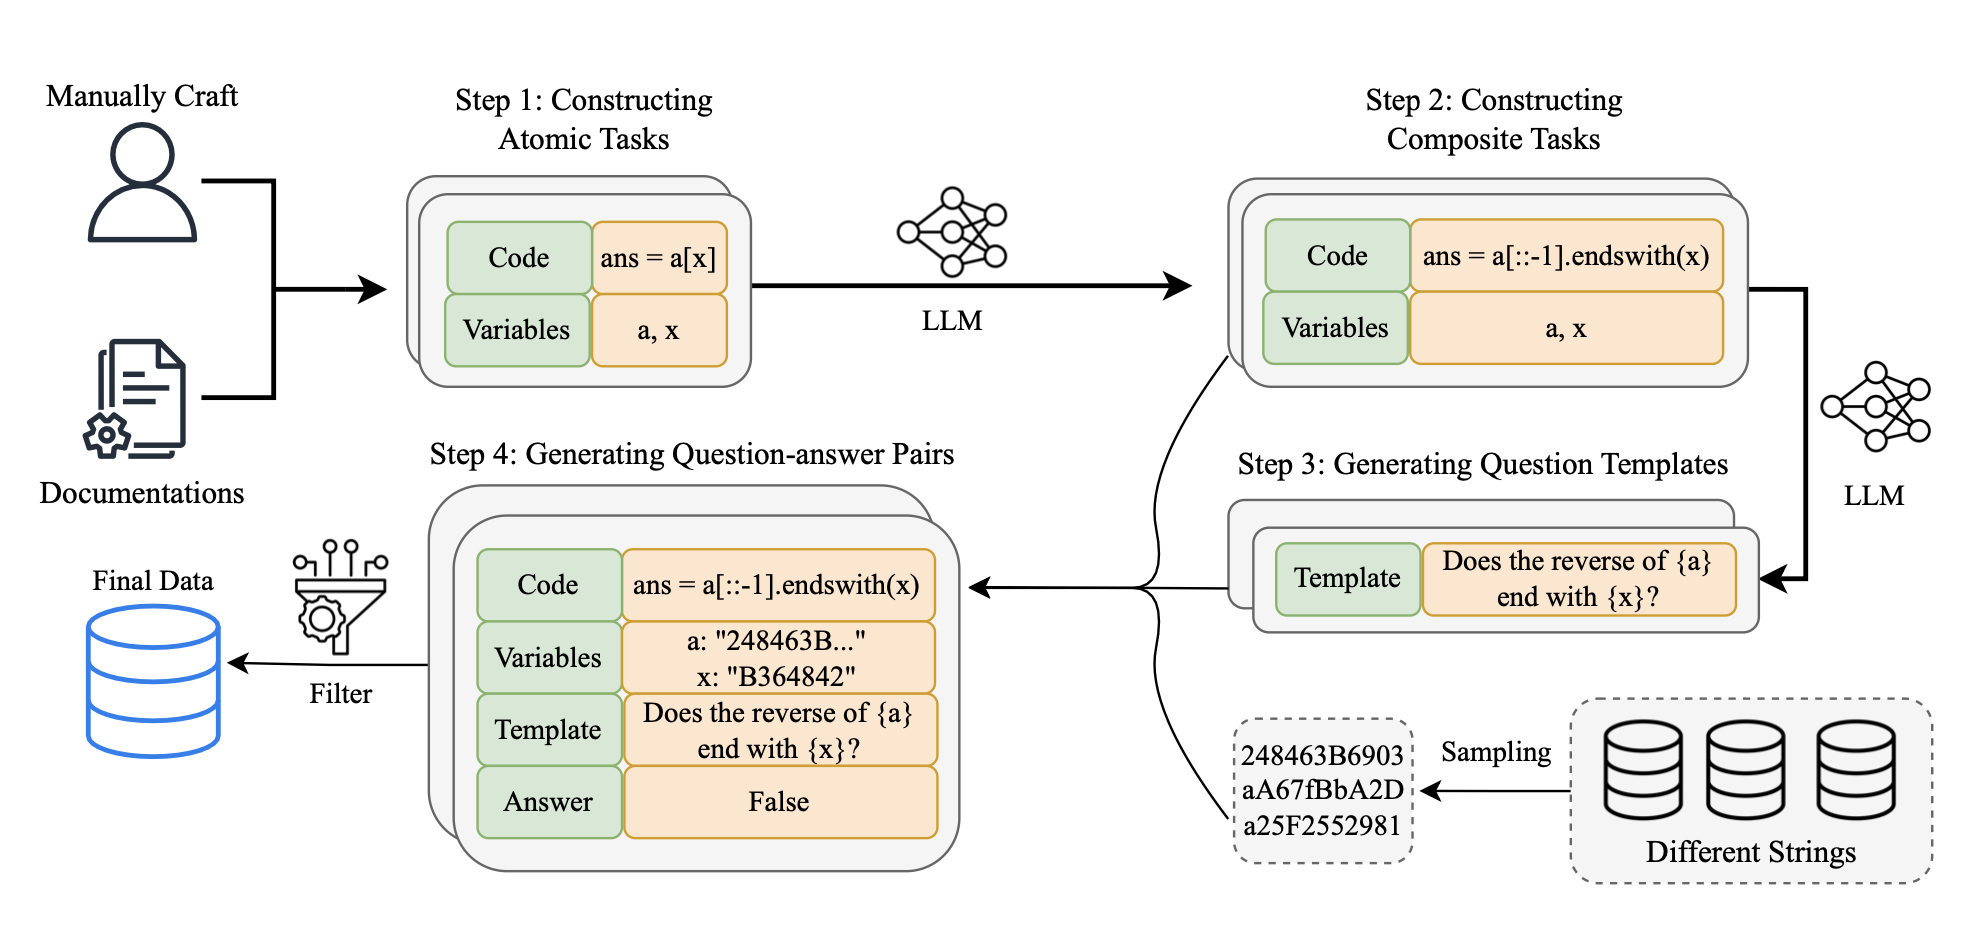 Manually Craft
Documentations
Step 1: Constructing
Atomic Tasks
Code
ans = a[x]
Variables
a, x
LLM
Step 2: Constructing
Composite Tasks
Code
ans = a[::-1].endswith(x)
Variables
a, x
LLM
Step 3: Generating Question Templates
Template
Does the reverse of {a}
end with {x}?
Different Strings
Sampling
248463B6903
aA67fBbA2D
a25F2552981
Step 4: Generating Question-answer Pairs
Code
ans = a[::-1].endswith(x)
Variables
a: "248463B..."
x: "B364842"
Template
Does the reverse of {a}
end with {x}?
Answer
False
Filter
Final Data